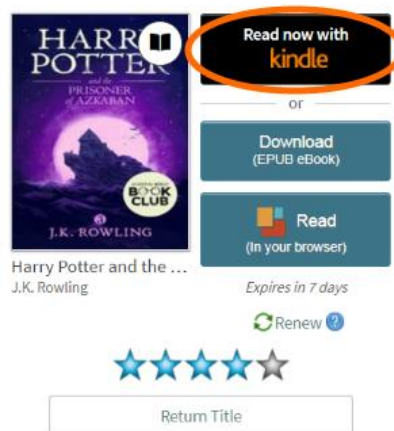 HARRY
POTTER
and the
PRISONER
of AZKABAN
BOOK
CLUB
3
J.K. ROWLING
Harry Potter and the ...
J.K. Rowling
Read now with
kindle
or
Download
(EPUB eBook)
Read
(In your browser)
Expires in 7 days
Renew ?
Return Title